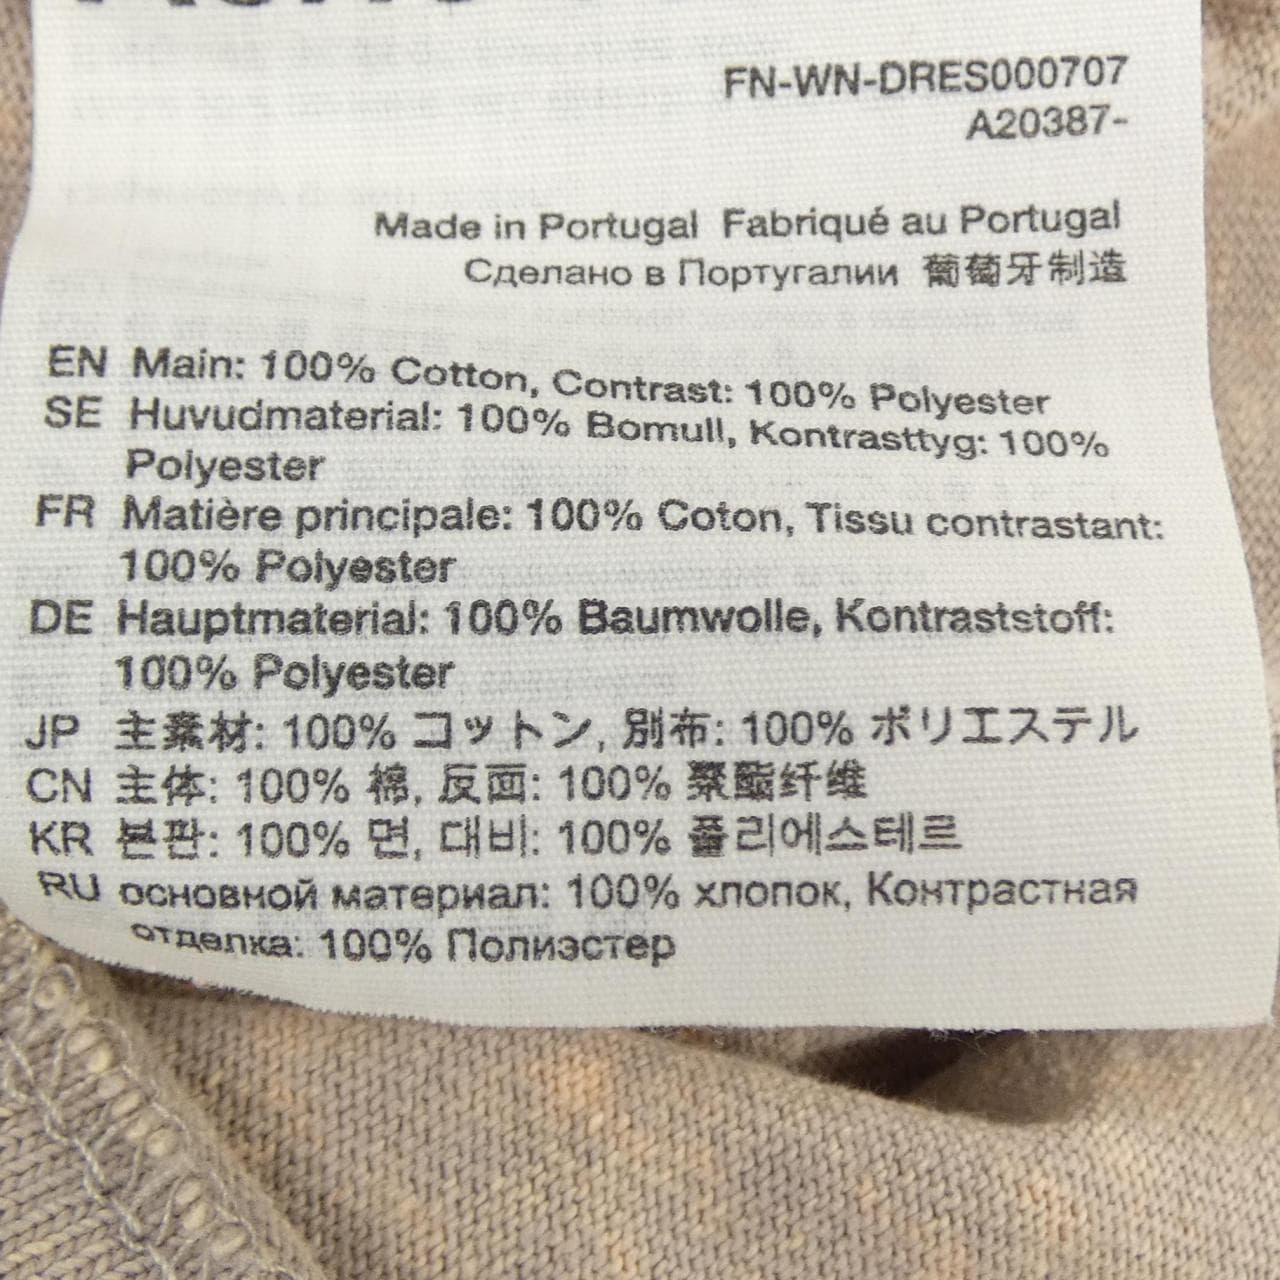 FN-WN-DRES000707
A20387-
Made in Portugal Fabriqué au Portugal
Сделано в Португалии 葡萄牙制造
EN Main: 100% Cotton, Contrast: 100% Polyester
SE Huvudmaterial: 100% Bomull, Kontrasttyg: 100%
Polyester
FR Matière principale: 100% Coton, Tissu contrastant:
100% Polyester
DE Hauptmaterial: 100% Baumwolle, Kontraststoff:
100% Polyester
JP 主素材: 100% コットン, 別布: 100% ポリエステル
CN 主体: 100% 棉, 反面: 100% 聚酯纤维
KR 본판: 100% 면, 대비: 100% 폴리에스테르
RU основной материал: 100% хлопок, Контрастная
отделка: 100% Полиэстер